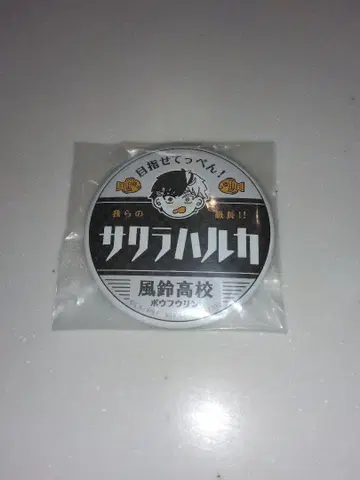 目指せてっぺん!
我らの 級長!!
サクラハルカ
風鈴高校
ボウフウリン